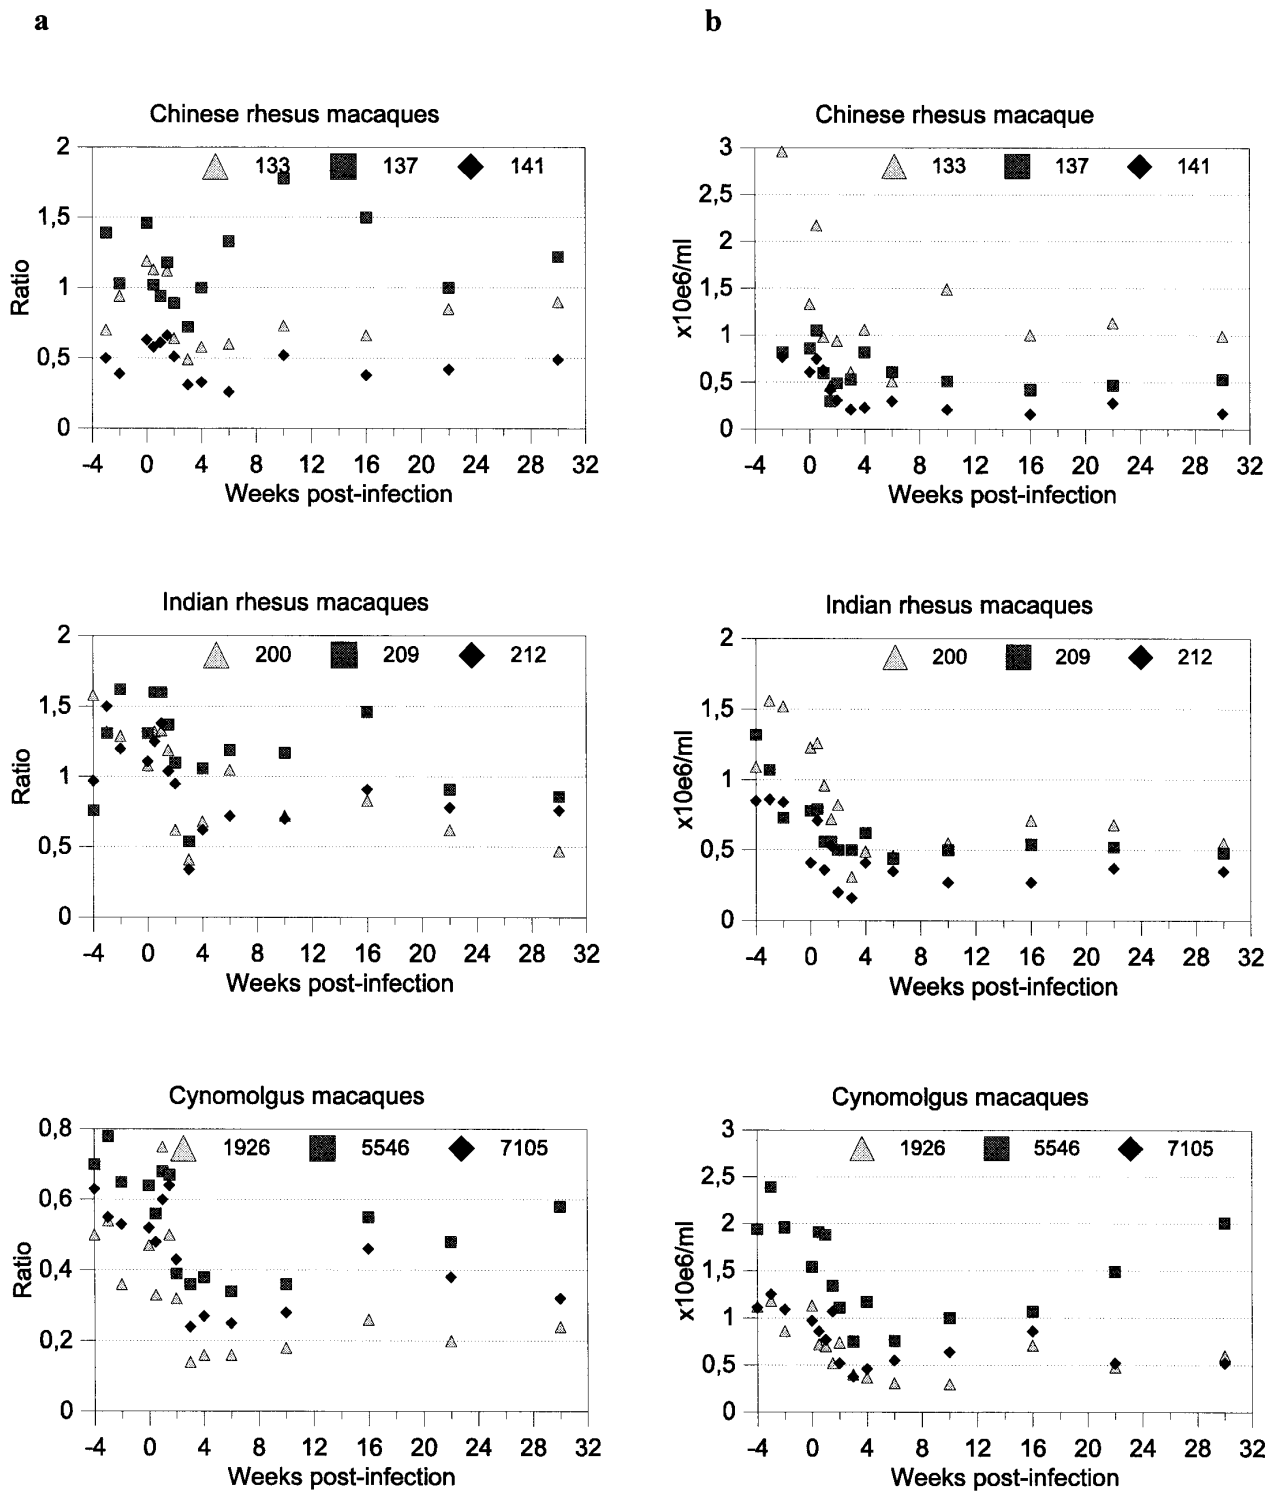 a
b
Chinese rhesus macaques
2
1,5
1
0,5
0
Ratio
133 137 141
-4 0 4 8 12 16 20 24 28 32
Weeks post-infection
Chinese rhesus macaque
3
2,5
2
1,5
1
0,5
0
x10e6/ml
133 137 141
-4 0 4 8 12 16 20 24 28 32
Weeks post-infection
Indian rhesus macaques
2
1,5
1
0,5
0
Ratio
200 209 212
-4 0 4 8 12 16 20 24 28 32
Weeks post-infection
Indian rhesus macaques
2
1,5
1
0,5
0
x10e6/ml
200 209 212
-4 0 4 8 12 16 20 24 28 32
Weeks post-infection
Cynomolgus macaques
0,8
0,6
0,4
0,2
0
Ratio
1926 5546 7105
-4 0 4 8 12 16 20 24 28 32
Weeks post-infection
Cynomolgus macaques
3
2,5
2
1,5
1
0,5
0
x10e6/ml
1926 5546 7105
-4 0 4 8 12 16 20 24 28 32
Weeks post-infection